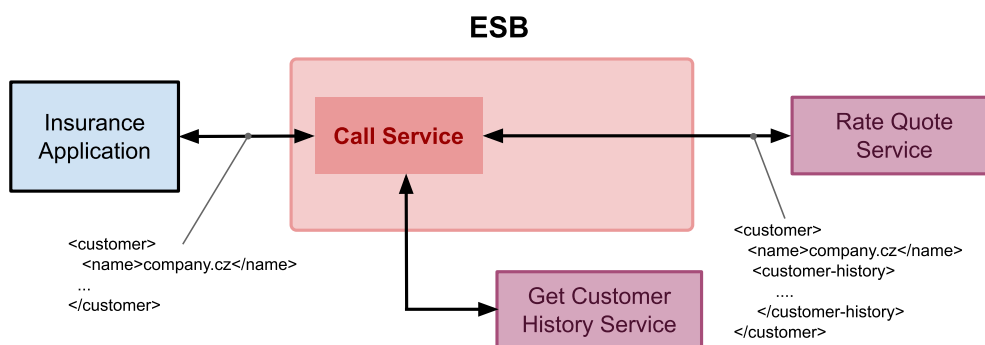 ESB
Insurance
Application
Call Service
Rate Quote
Service
<customer>
<name>company.cz</name>
...
</customer>
Get Customer
History Service
<customer>
<name>company.cz</name>
<customer-history>
....
</customer-history>
</customer>